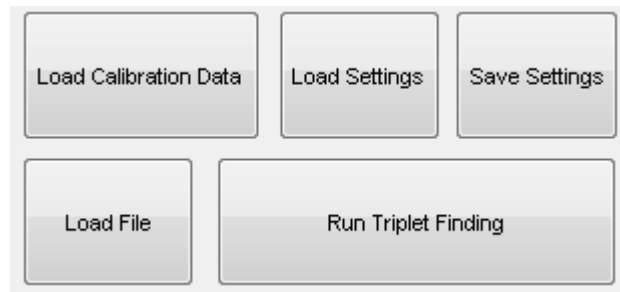 Load Calibration Data
Load Settings
Save Settings
Load File
Run Triplet Finding